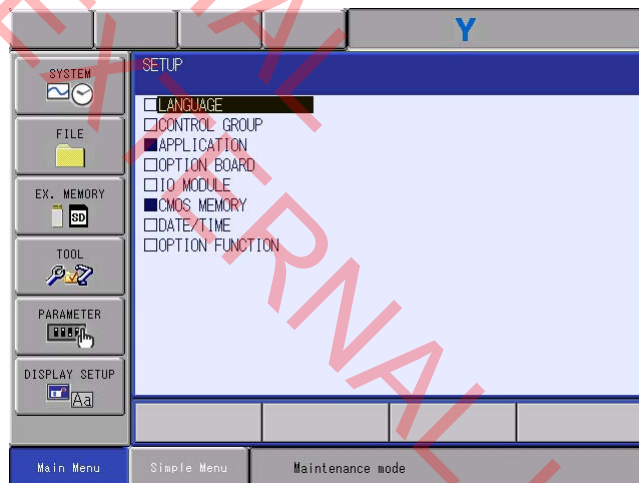 Y
SYSTEM
SETUP
LANGUAGE
CONTROL GROUP
APPLICATION
OPTION BOARD
IO MODULE
CMOS MEMORY
DATE/TIME
OPTION FUNCTION
FILE
EX. MEMORY
SD
TOOL
PARAMETER
DISPLAY SETUP
Aa
Main Menu
Simple Menu
Maintenance mode
EXTERNAL
EXTERNAL